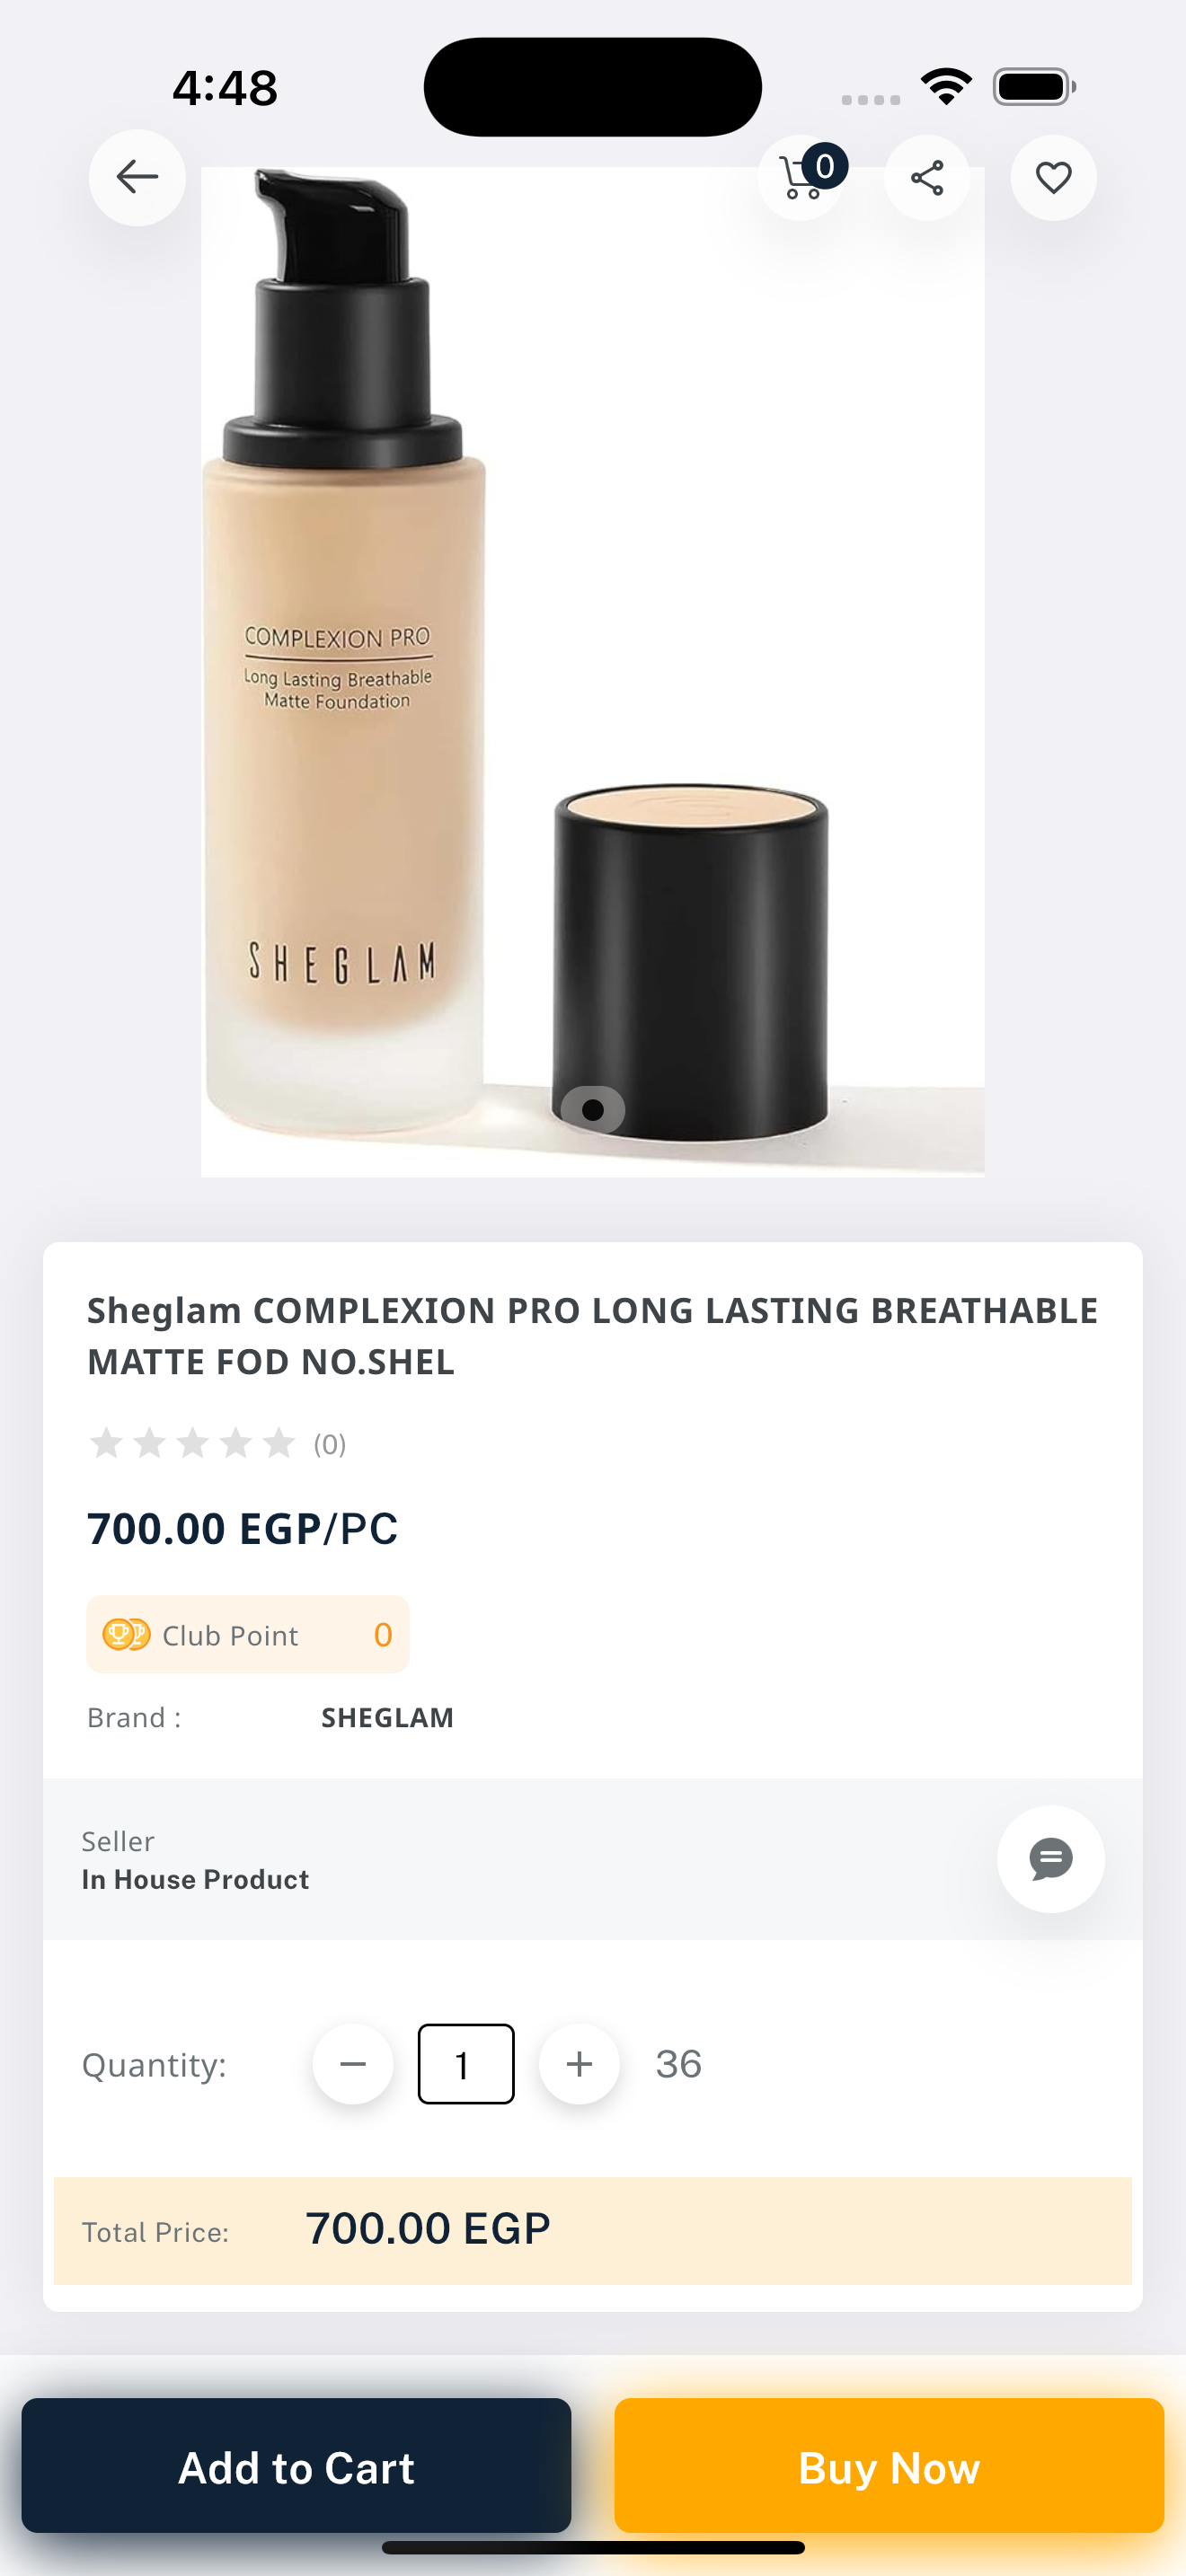 4:48
0
COMPLEXION PRO
Long Lasting Breathable
Matte Foundation
SHEGLAM
Sheglam COMPLEXION PRO LONG LASTING BREATHABLE
MATTE FOD NO.SHEL
(0)
700.00 EGP/PC
Club Point 0
Brand : SHEGLAM
Seller
In House Product
Quantity: 1 36
Total Price: 700.00 EGP
Add to Cart Buy Now